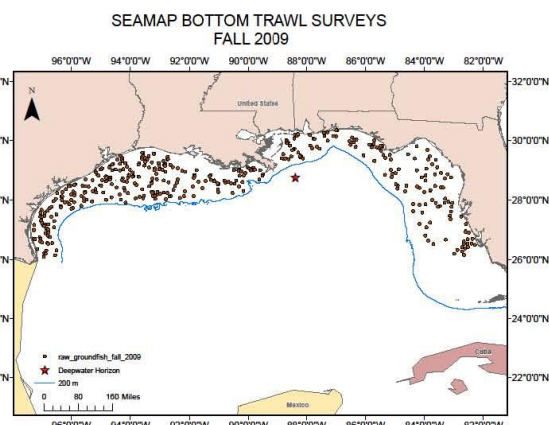 SEAMAP BOTTOM TRAWL SURVEYS
FALL 2009
96°0'0"W 94°0'0"W 92°0'0"W 90°0'0"W 88°0'0"W 86°0'0"W 84°0'0"W 82°0'0"W
N
United States
32°0'0"N
30°0'0"N
28°0'0"N
26°0'0"N
24°0'0"N
22°0'0"N
Cuba
Mexico
raw_groundfish_fall_2009
Deepwater Horizon
200 m
0 80 160 Miles